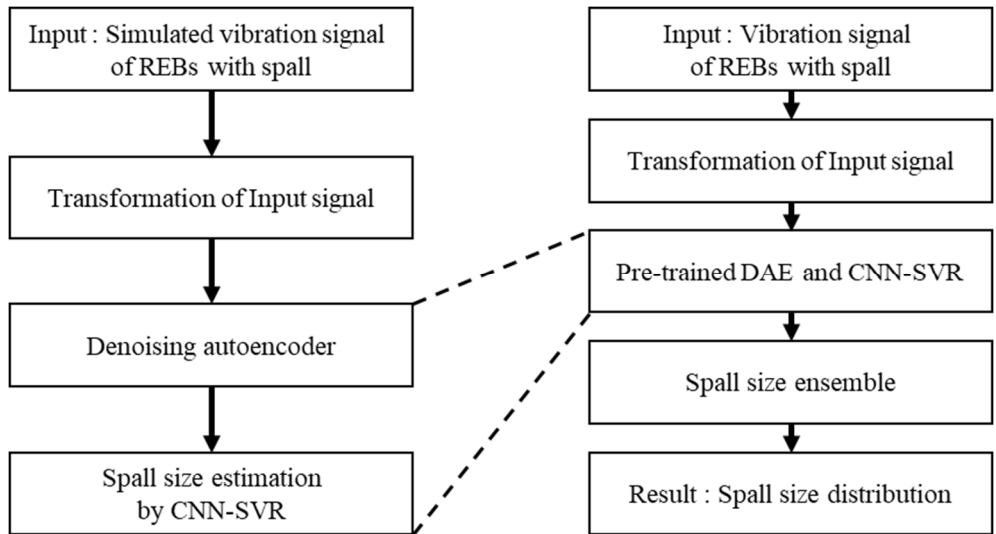 Input : Simulated vibration signal
of REBs with spall
Transformation of Input signal
Denoising autoencoder
Spall size estimation
by CNN-SVR
Input : Vibration signal
of REBs with spall
Transformation of Input signal
Pre-trained DAE and CNN-SVR
Spall size ensemble
Result : Spall size distribution